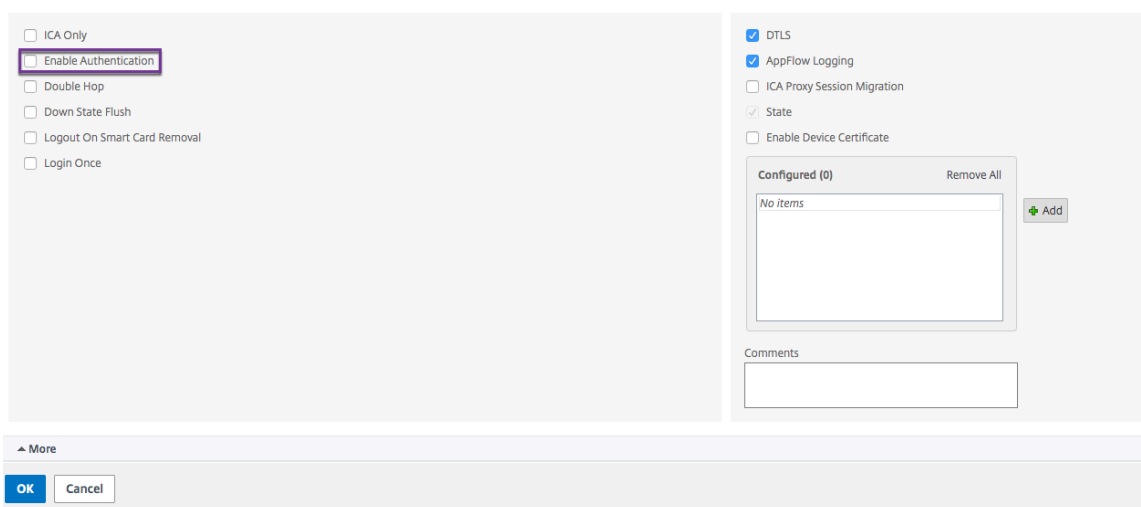 ICA Only
Enable Authentication
Double Hop
Down State Flush
Logout On Smart Card Removal
Login Once
DTLS
AppFlow Logging
ICA Proxy Session Migration
State
Enable Device Certificate
Configured (0) Remove All
No items
Add
Comments
More
OK Cancel